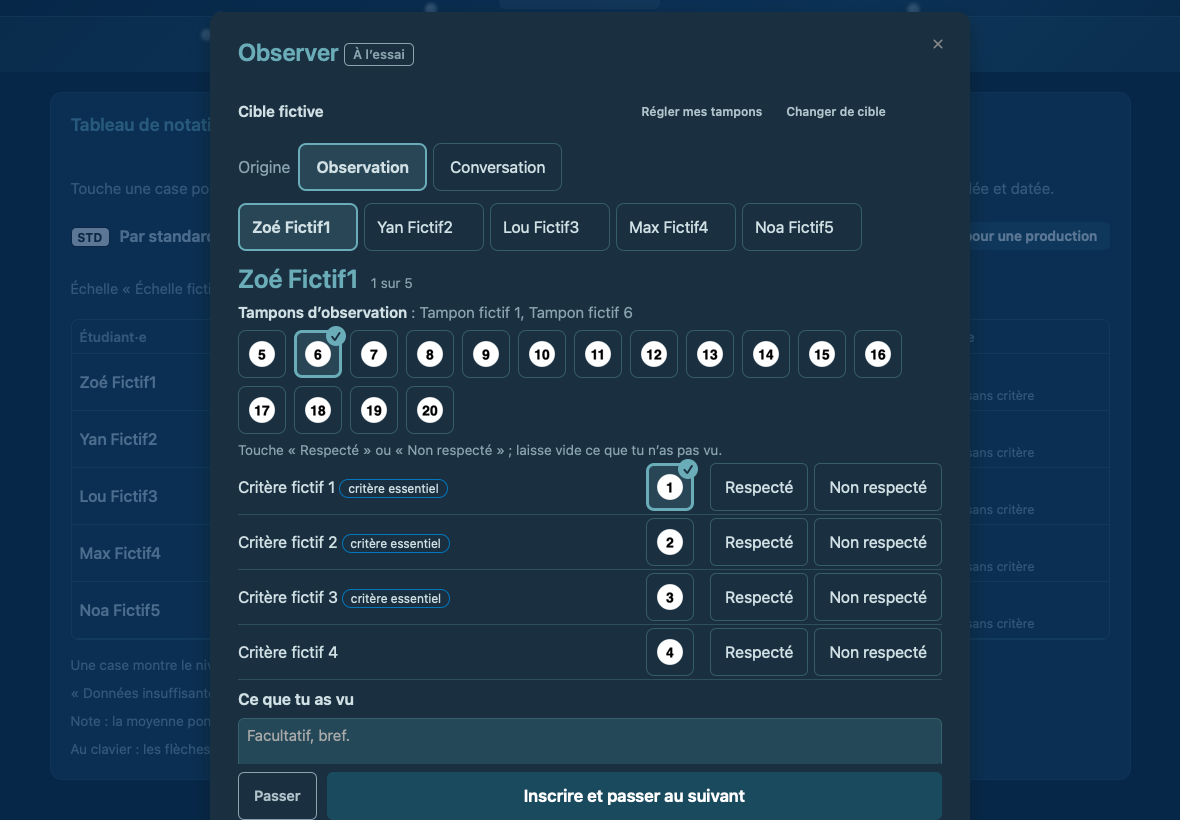 Observer À l'essai
×
Cible fictive Régler mes tampons Changer de cible
Origine Observation Conversation
Zoé Fictif1 Yan Fictif2 Lou Fictif3 Max Fictif4 Noa Fictif5
Zoé Fictif1 1 sur 5
Tampons d'observation : Tampon fictif 1, Tampon fictif 6
5 6 7 8 9 10 11 12 13 14 15 16
17 18 19 20
Touche « Respecté » ou « Non respecté » ; laisse vide ce que tu n'as pas vu.
Critère fictif 1 critère essentiel 1 Respecté Non respecté
Critère fictif 2 critère essentiel 2 Respecté Non respecté
Critère fictif 3 critère essentiel 3 Respecté Non respecté
Critère fictif 4 4 Respecté Non respecté
Ce que tu as vu
Facultatif, bref.
Passer Inscrire et passer au suivant
Tableau de
Touche une case et datée.
STD Par pour une production
Échelle « Échelle
Étudiant·e
Zoé Fictif1 sans critère
Yan Fictif2 sans critère
Lou Fictif3 sans critère
Max Fictif4 sans critère
Noa Fictif5 sans critère
Une case montre le
« Données
Note : la moyenne
Au clavier : les flèches